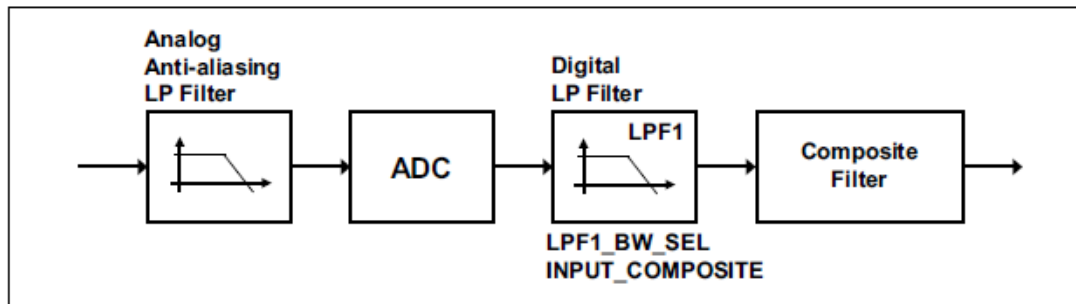 Analog
Anti-aliasing
LP Filter
ADC
Digital
LP Filter
LPF1
LPF1_BW_SEL
INPUT_COMPOSITE
Composite
Filter